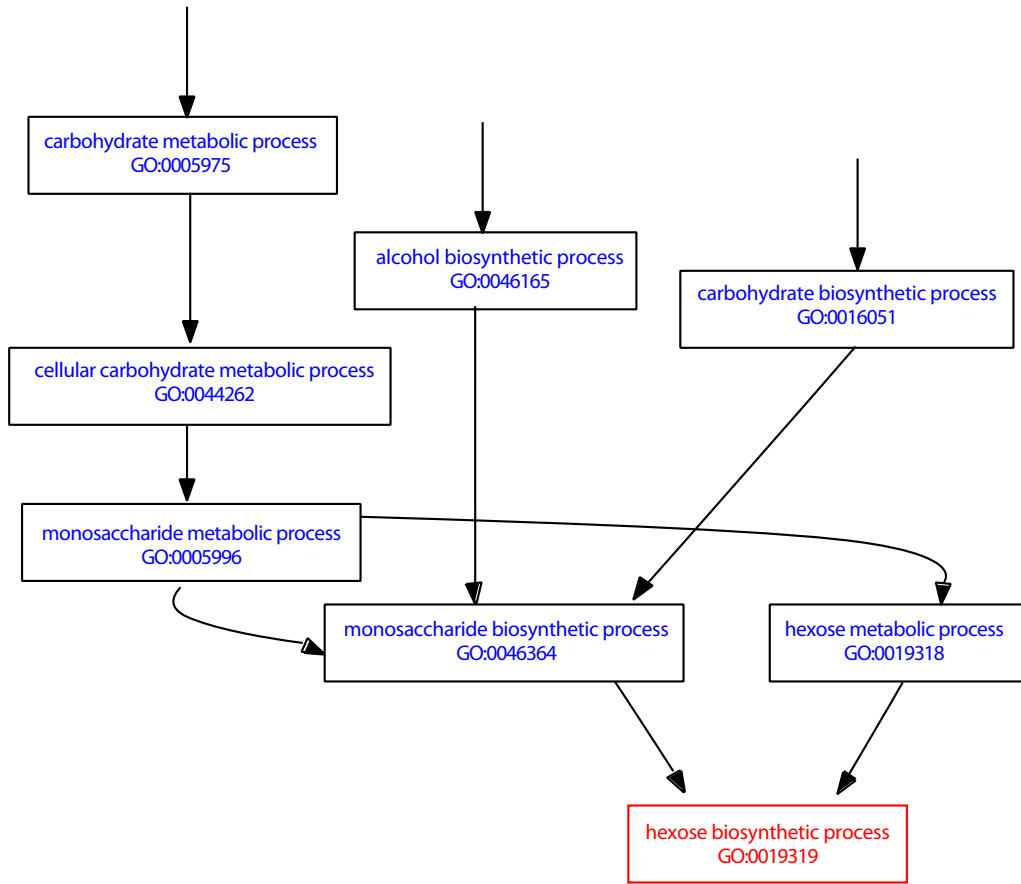 carbohydrate metabolic process
GO:0005975
alcohol biosynthetic process
GO:0046165
carbohydrate biosynthetic process
GO:0016051
cellular carbohydrate metabolic process
GO:0044262
monosaccharide metabolic process
GO:0005996
monosaccharide biosynthetic process
GO:0046364
hexose metabolic process
GO:0019318
hexose biosynthetic process
GO:0019319